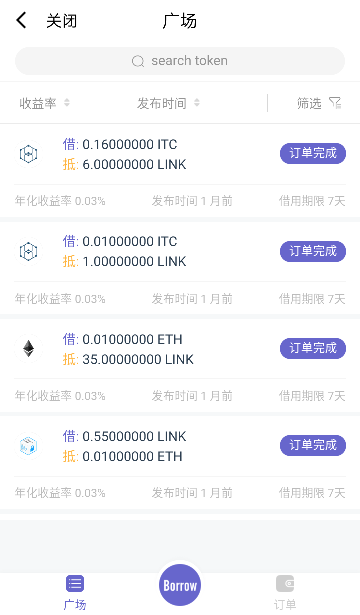 关闭 广场
search token
收益率 发布时间 筛选
借: 0.16000000 ITC
抵: 6.00000000 LINK
订单完成
年化收益率 0.03% 发布时间 1 月前 借用期限 7天
借: 0.01000000 ITC
抵: 1.00000000 LINK
订单完成
年化收益率 0.03% 发布时间 1 月前 借用期限 7天
借: 0.01000000 ETH
抵: 35.00000000 LINK
订单完成
年化收益率 0.03% 发布时间 1 月前 借用期限 7天
借: 0.55000000 LINK
抵: 0.01000000 ETH
订单完成
年化收益率 0.03% 发布时间 1 月前 借用期限 7天
广场 Borrow 订单